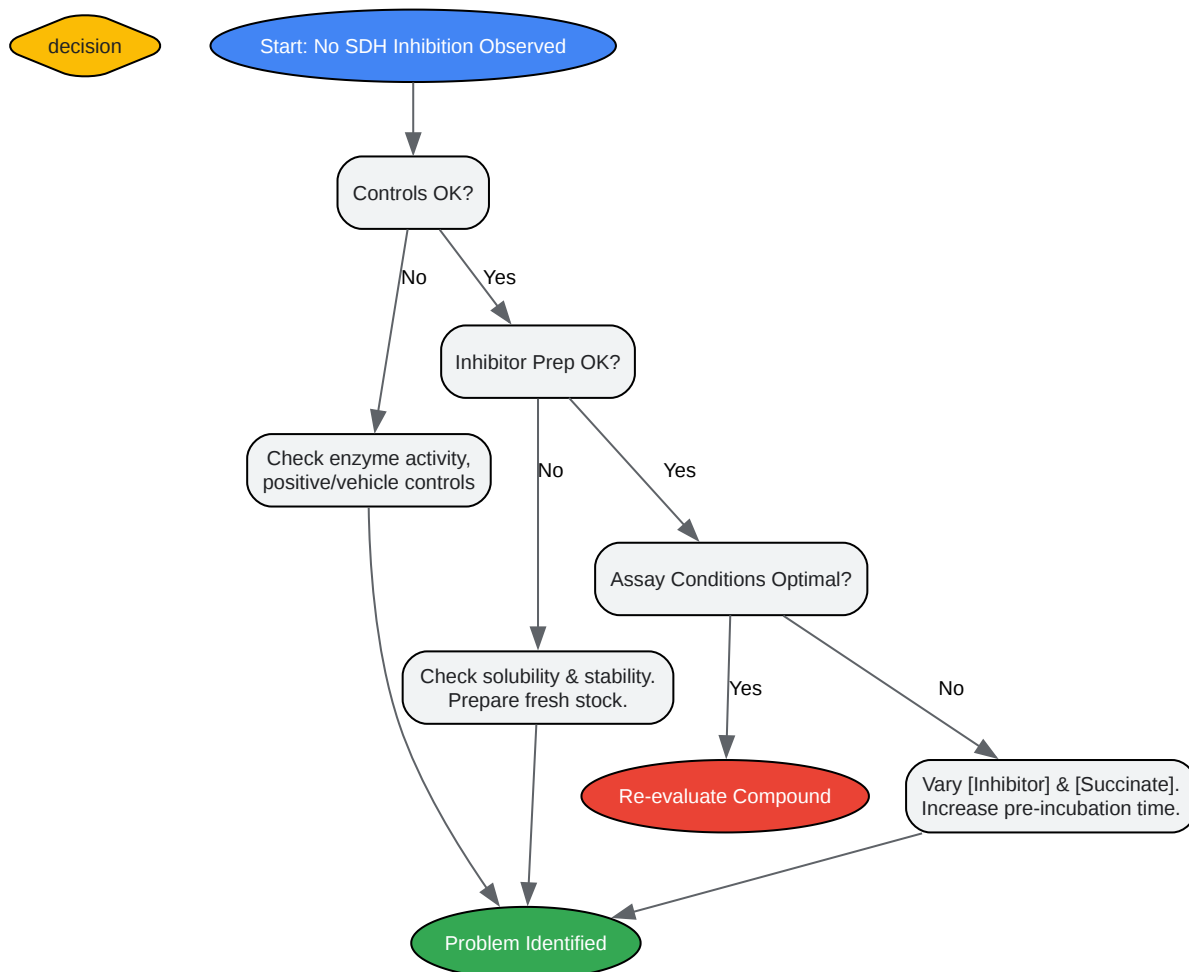 decision
Start: No SDH Inhibition Observed
Controls OK?
No
Yes
Inhibitor Prep OK?
Check enzyme activity,
positive/vehicle controls
No
Yes
Assay Conditions Optimal?
Check solubility & stability.
Prepare fresh stock.
Yes
No
Re-evaluate Compound
Vary [Inhibitor] & [Succinate].
Increase pre-incubation time.
Problem Identified